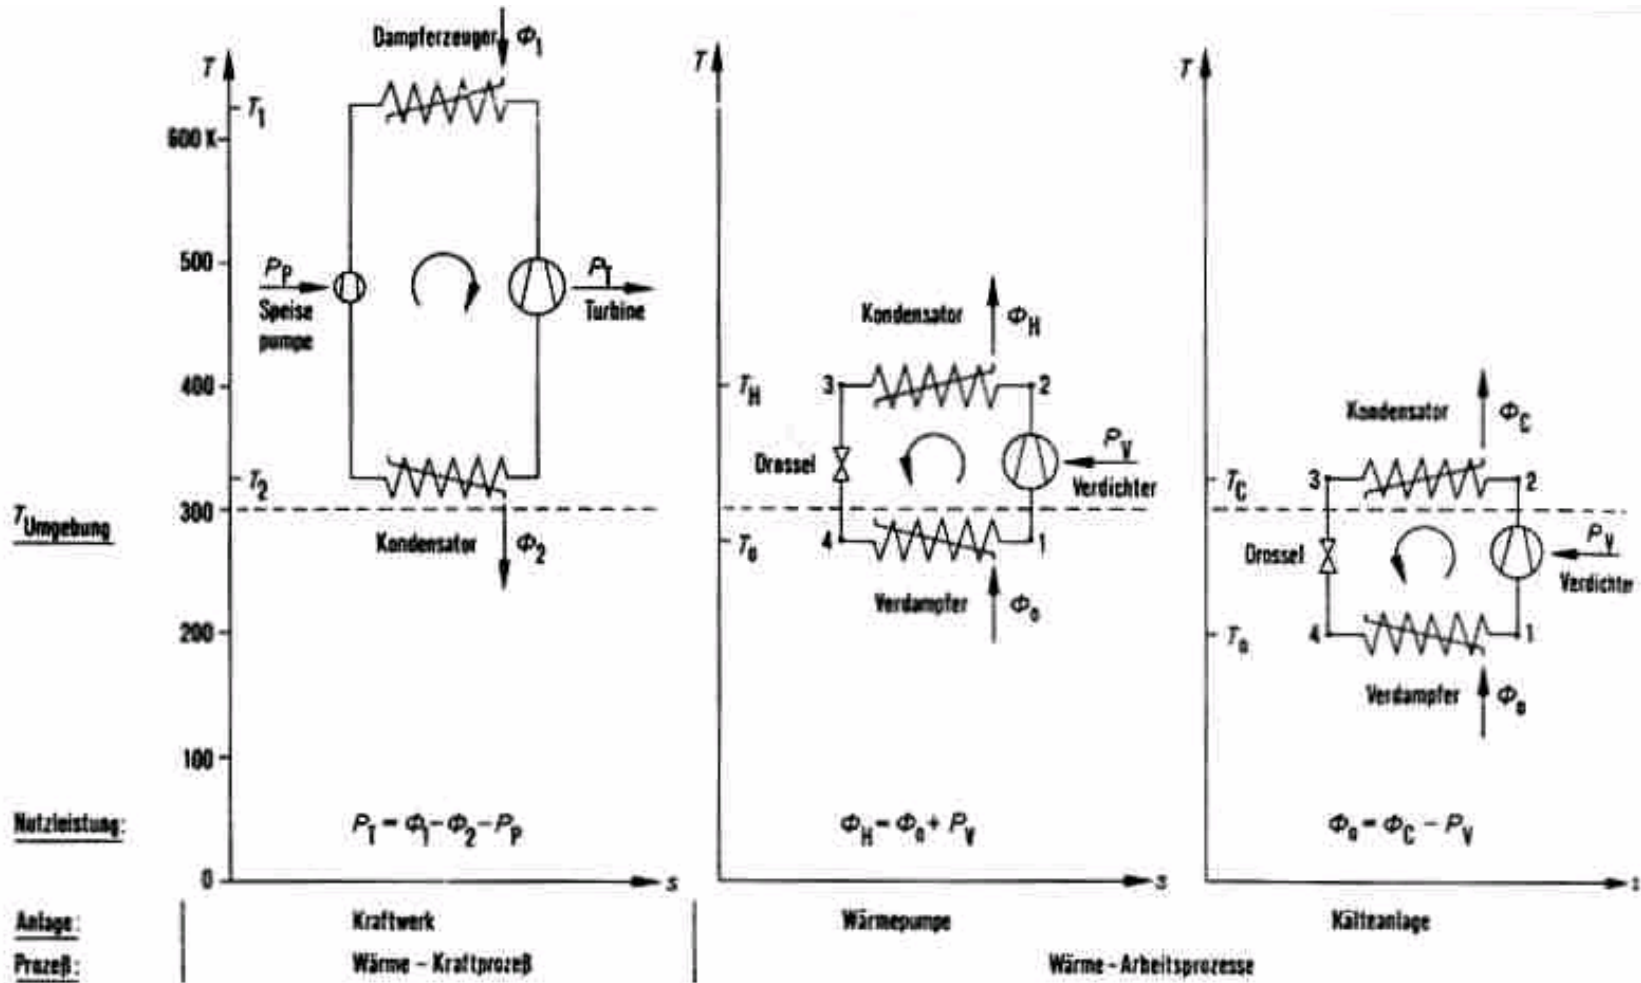 Dampferzeuger Φ1
T
T1
600 K
500
PP
Speise
pumpe
PT
Turbine
400
T2
300
TUmgebung
Kondensator Φ2
200
100
Nutzleistung:
PT = Φ1 – Φ2 – PP
0
s
T
Kondensator ΦH
TH
3
2
Drossel
PV
Verdichter
T0
4
1
Verdampfer Φ0
ΦH = Φ0 + PV
s
T
Kondensator ΦC
TC
3
2
Drossel
PV
Verdichter
T0
4
1
Verdampfer Φ0
Φ0 = ΦC – PV
s
Anlage: Kraftwerk Wärmepumpe Kälteanlage
Prozeß: Wärme – Kraftprozeß Wärme – Arbeitsprozesse